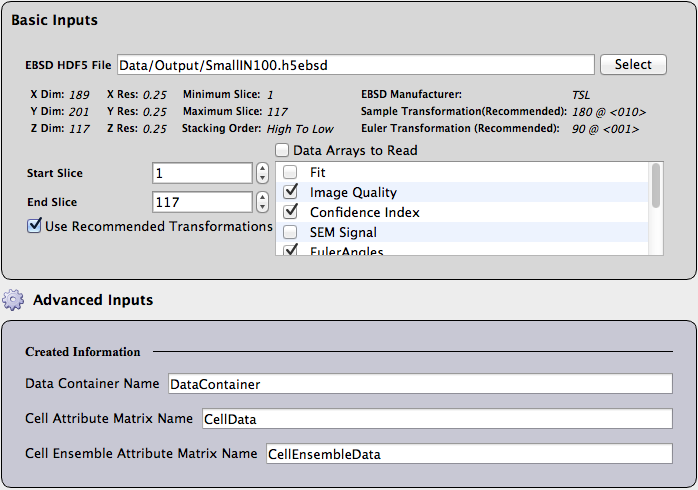 Basic Inputs
EBSD HDF5 File Data/Output/SmallIN100.h5ebsd Select
X Dim: 189 X Res: 0.25 Minimum Slice: 1 EBSD Manufacturer: TSL
Y Dim: 201 Y Res: 0.25 Maximum Slice: 117 Sample Transformation(Recommended): 180 @ <010>
Z Dim: 117 Z Res: 0.25 Stacking Order: High To Low Euler Transformation (Recommended): 90 @ <001>
Data Arrays to Read
Start Slice 1
End Slice 117
Use Recommended Transformations
Fit
Image Quality
Confidence Index
SEM Signal
EulerAngles
Advanced Inputs
Created Information
Data Container Name DataContainer
Cell Attribute Matrix Name CellData
Cell Ensemble Attribute Matrix Name CellEnsembleData